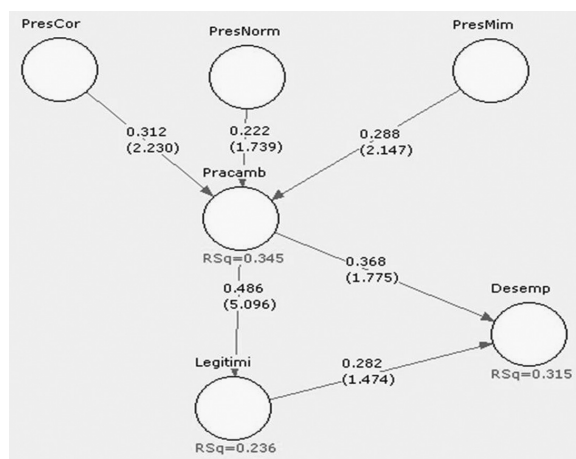 PresCor
PresNorm
PresMim
0.312
(2.230)
0.222
(1.739)
0.288
(2.147)
Pracamb
RSq=0.345
0.368
(1.775)
0.486
(5.096)
Desemp
RSq=0.315
Legitimi
0.282
(1.474)
RSq=0.236